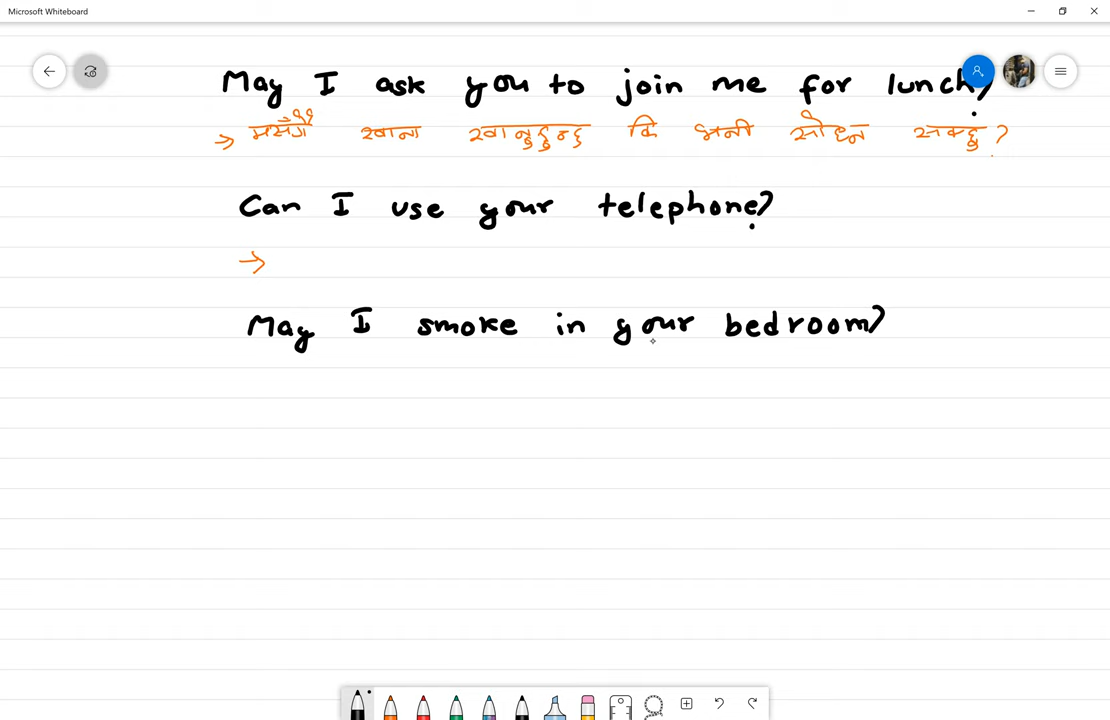 Microsoft Whiteboard
May I ask you to join me for lunch?
→ मसँग खाना खानुहुन्छ कि भनी सोध्न सक्छु?
Can I use your telephone?
→
May I smoke in your bedroom?